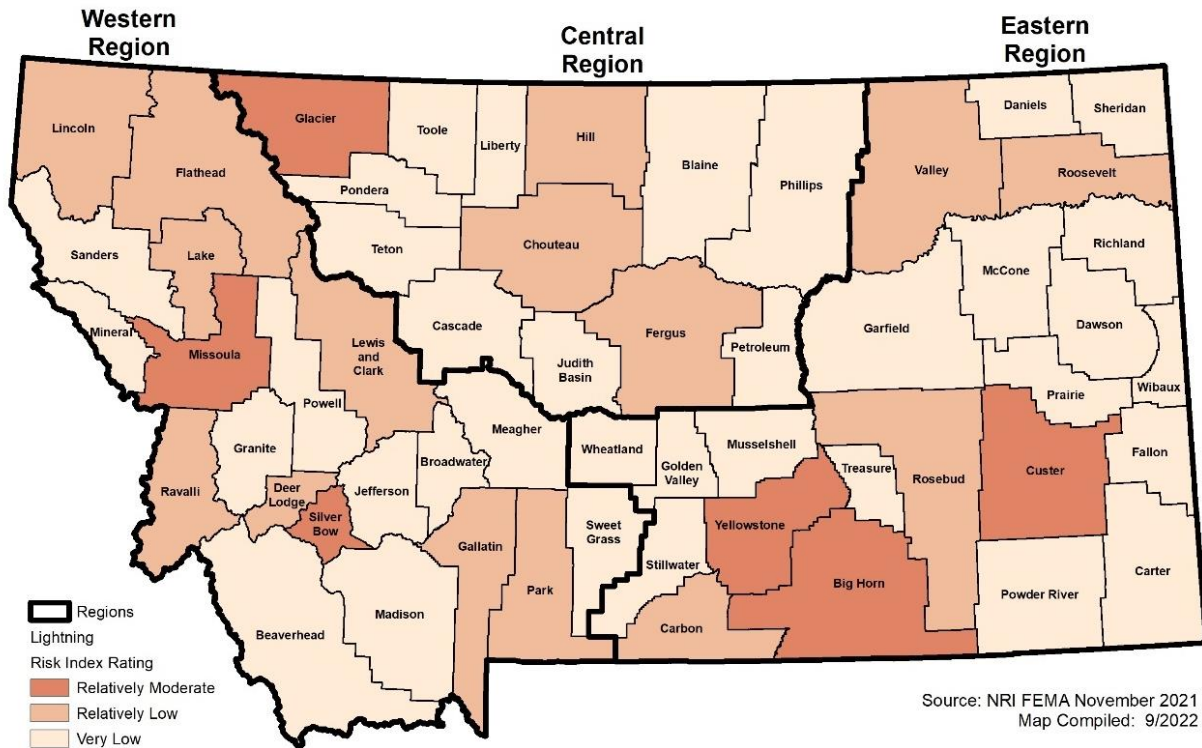 Western
Region
Central
Region
Eastern
Region
Lincoln
Flathead
Glacier
Toole
Liberty
Hill
Blaine
Phillips
Valley
Daniels
Sheridan
Roosevelt
Pondera
Teton
Chouteau
Sanders
Lake
Richland
McCone
Mineral
Missoula
Cascade
Judith
Basin
Fergus
Petroleum
Garfield
Dawson
Lewis
and
Clark
Prairie
Wibaux
Powell
Granite
Meagher
Broadwater
Wheatland
Golden
Valley
Musselshell
Treasure
Rosebud
Custer
Fallon
Ravalli
Deer
Lodge
Silver
Bow
Jefferson
Gallatin
Park
Sweet
Grass
Stillwater
Yellowstone
Big Horn
Carbon
Powder River
Carter
Beaverhead
Madison
Regions
Lightning
Risk Index Rating
Relatively Moderate
Relatively Low
Very Low
Source: NRI FEMA November 2021
Map Compiled: 9/2022